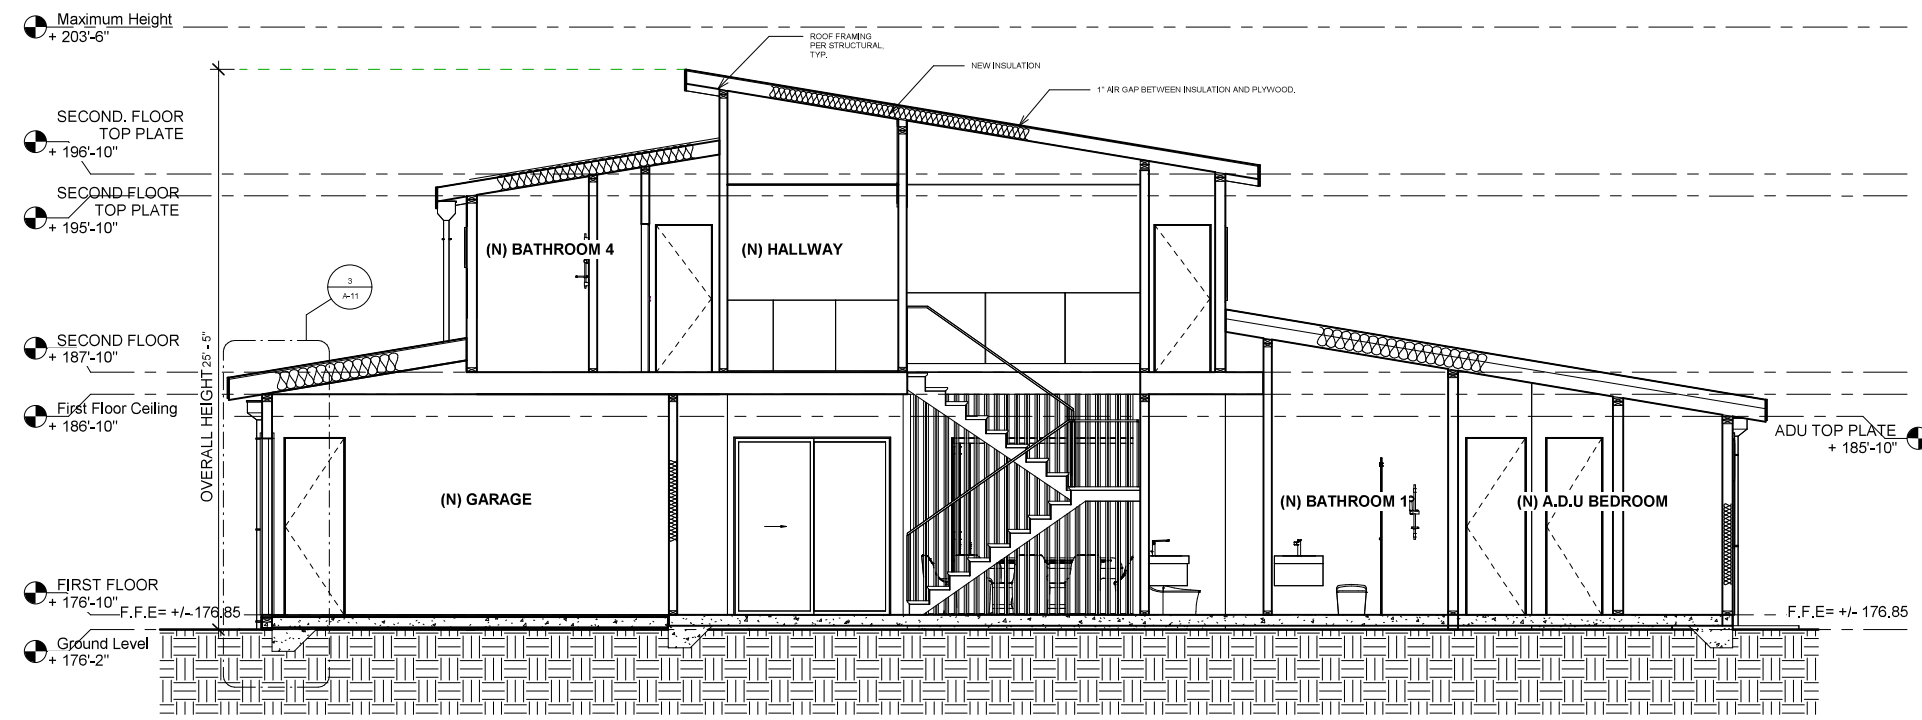 Maximum Height
+ 203'-6"
ROOF FRAMING
PER STRUCTURAL,
TYP.
NEW INSULATION
1" AIR GAP BETWEEN INSULATION AND PLYWOOD.
SECOND. FLOOR
TOP PLATE
+ 196'-10"
SECOND FLOOR
TOP PLATE
+ 195'-10"
(N) BATHROOM 4
(N) HALLWAY
3
A-11
SECOND FLOOR
+ 187'-10"
OVERALL HEIGHT 25' - 5"
First Floor Ceiling
+ 186'-10"
ADU TOP PLATE
+ 185'-10"
(N) GARAGE
(N) BATHROOM 1
(N) A.D.U BEDROOM
FIRST FLOOR
+ 176'-10"
F.F.E= +/- 176.85
F.F.E= +/- 176.85
Ground Level
+ 176'-2"